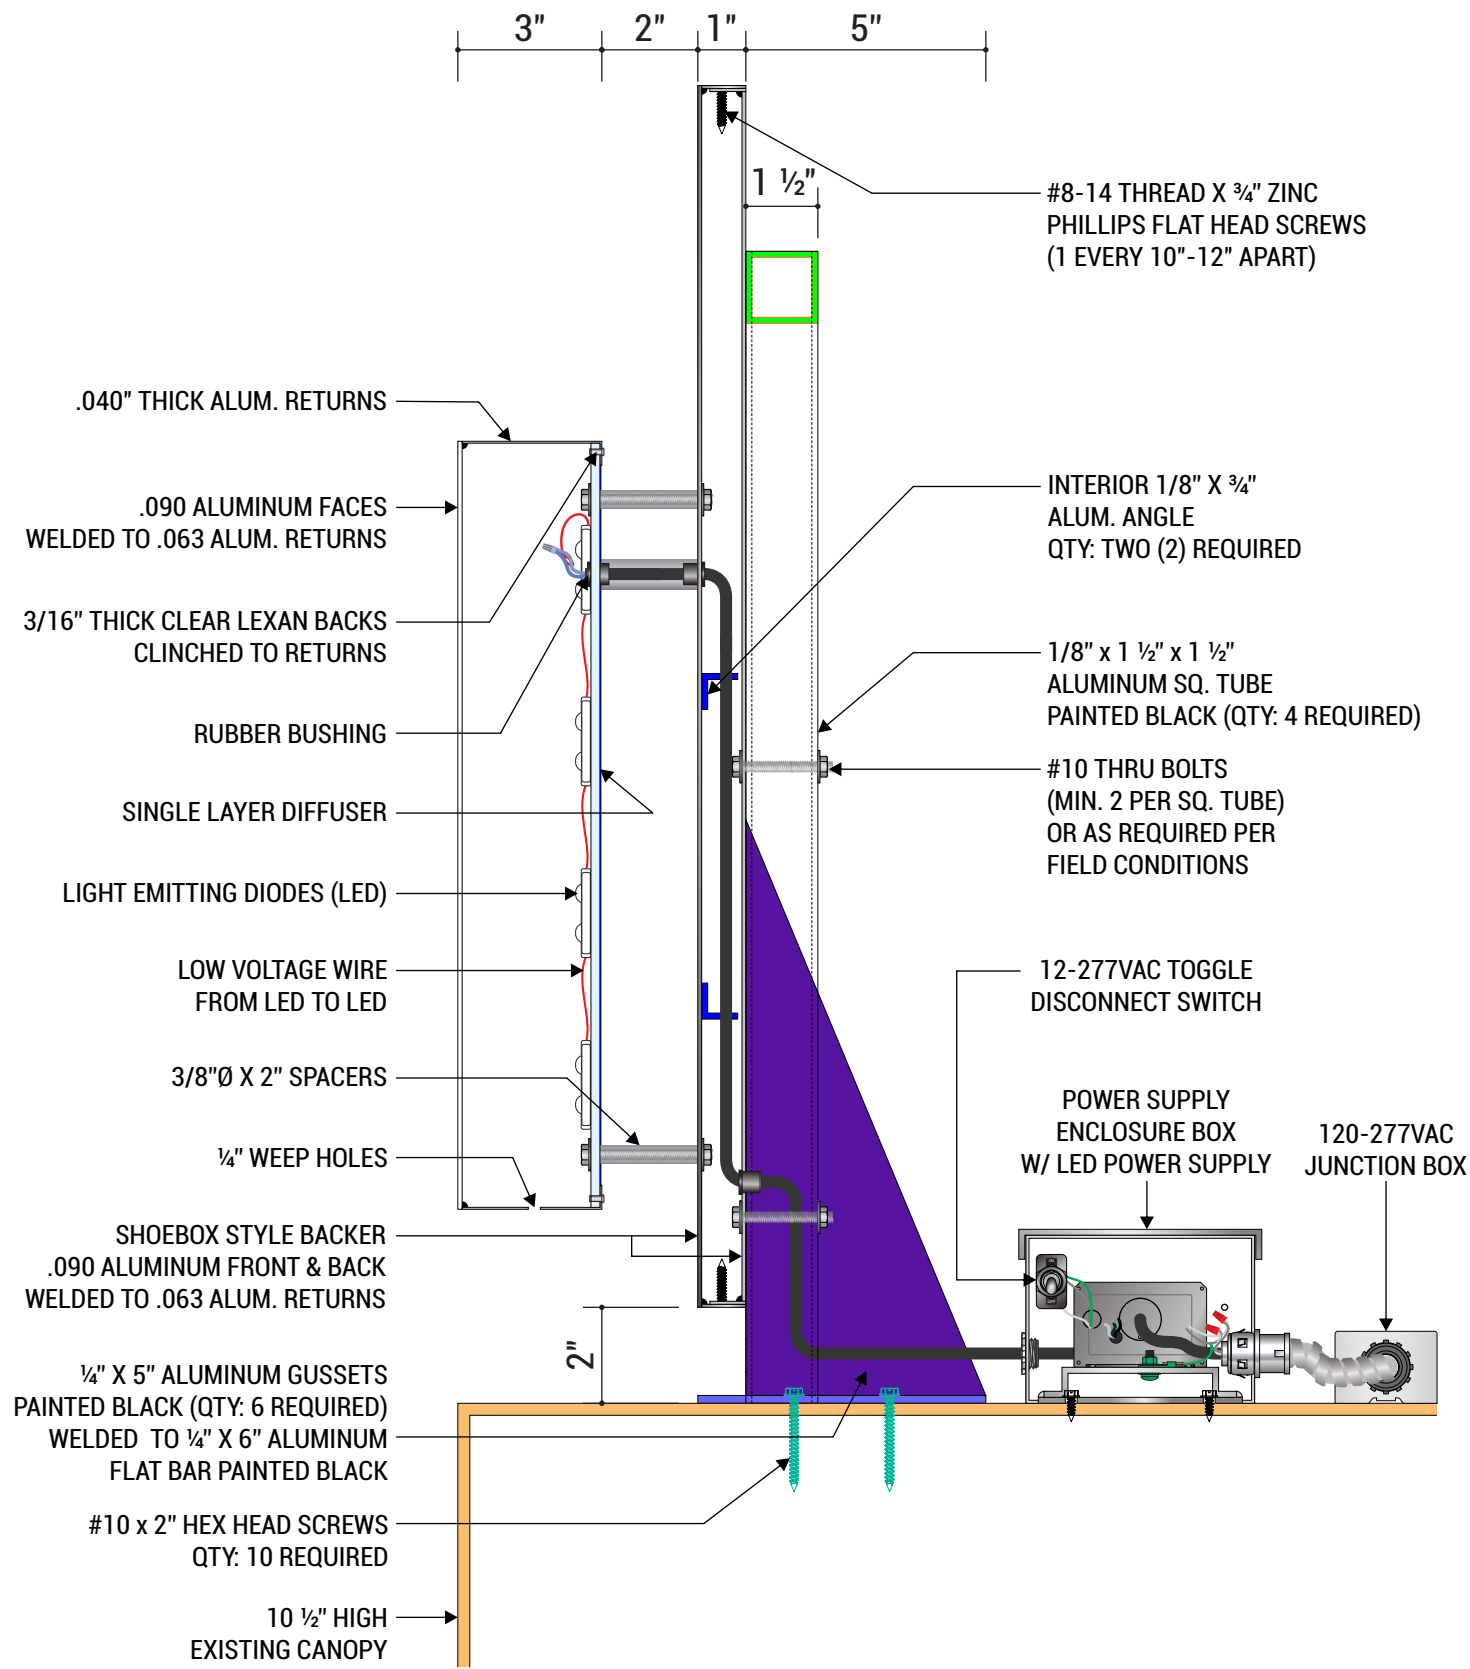 3"
2"
1"
5"
1 ½"
#8-14 THREAD X ¾" ZINC
PHILLIPS FLAT HEAD SCREWS
(1 EVERY 10"-12" APART)
.040" THICK ALUM. RETURNS
.090 ALUMINUM FACES
WELDED TO .063 ALUM. RETURNS
3/16" THICK CLEAR LEXAN BACKS
CLINCHED TO RETURNS
RUBBER BUSHING
SINGLE LAYER DIFFUSER
LIGHT EMITTING DIODES (LED)
LOW VOLTAGE WIRE
FROM LED TO LED
3/8"Ø X 2" SPACERS
¼" WEEP HOLES
SHOEBOX STYLE BACKER
.090 ALUMINUM FRONT & BACK
WELDED TO .063 ALUM. RETURNS
2"
¼" X 5" ALUMINUM GUSSETS
PAINTED BLACK (QTY: 6 REQUIRED)
WELDED TO ¼" X 6" ALUMINUM
FLAT BAR PAINTED BLACK
#10 x 2" HEX HEAD SCREWS
QTY: 10 REQUIRED
10 ½" HIGH
EXISTING CANOPY
INTERIOR 1/8" X ¾"
ALUM. ANGLE
QTY: TWO (2) REQUIRED
1/8" x 1 ½" x 1 ½"
ALUMINUM SQ. TUBE
PAINTED BLACK (QTY: 4 REQUIRED)
#10 THRU BOLTS
(MIN. 2 PER SQ. TUBE)
OR AS REQUIRED PER
FIELD CONDITIONS
12-277VAC TOGGLE
DISCONNECT SWITCH
POWER SUPPLY
ENCLOSURE BOX
W/ LED POWER SUPPLY
120-277VAC
JUNCTION BOX